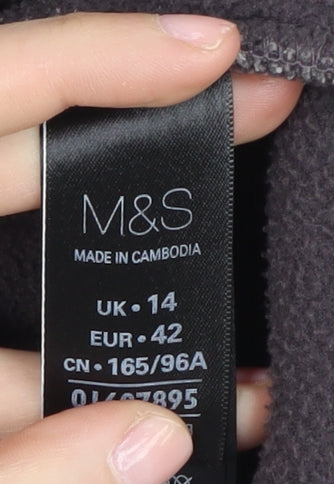 M&S
MADE IN CAMBODIA
UK • 14
EUR • 42
CN • 165/96A